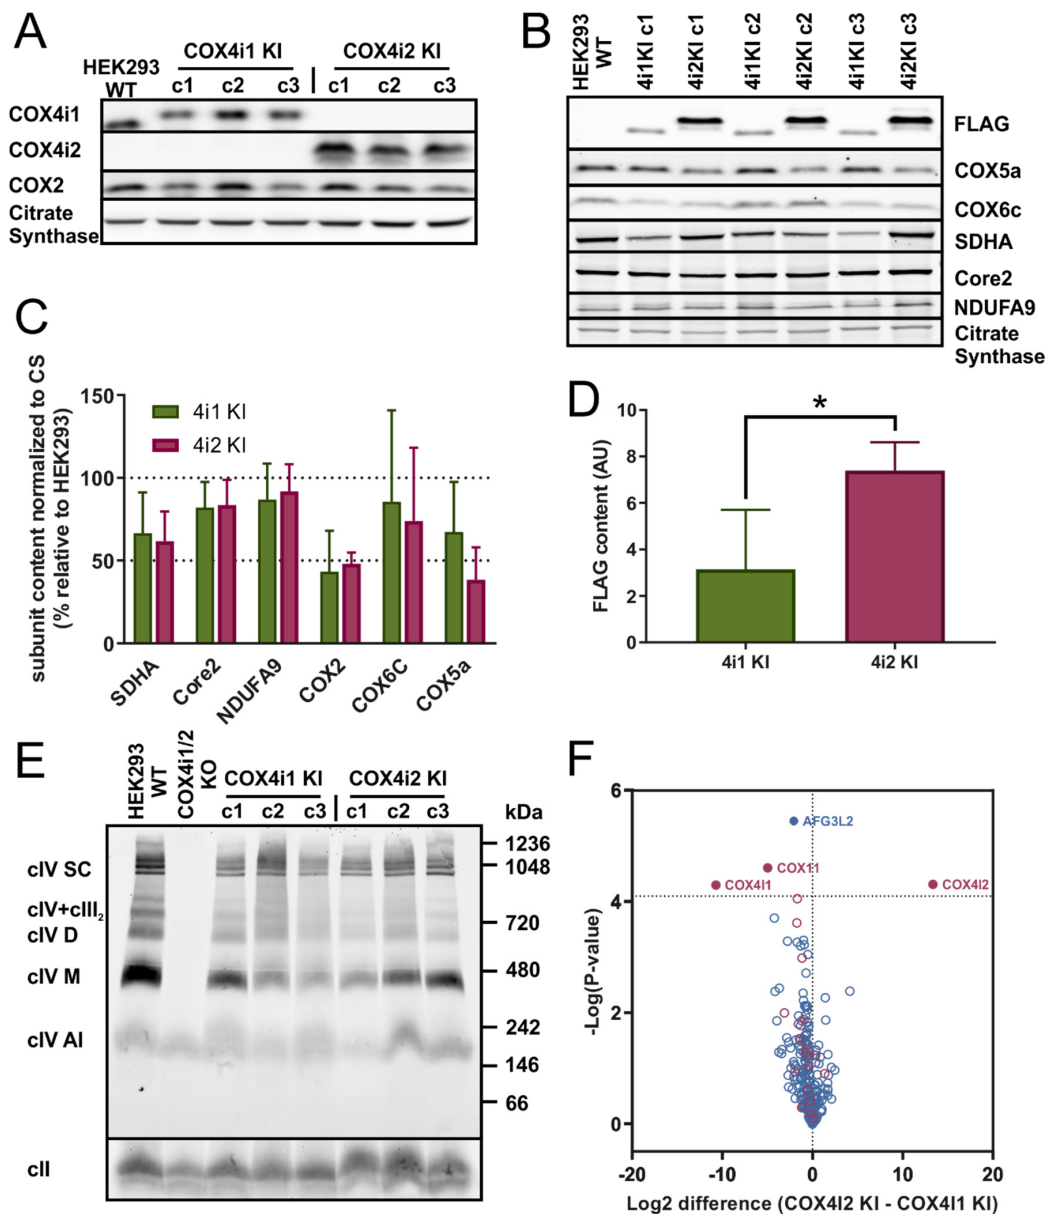 A
COX4i1 KI
COX4i2 KI
HEK293
WT
c1
c2
c3
c1
c2
c3
COX4i1
COX4i2
COX2
Citrate
Synthase
B
HEK293
WT
4i1KI c1
4i2KI c1
4i1KI c2
4i2KI c2
4i1KI c3
4i2KI c3
FLAG
COX5a
COX6c
SDHA
Core2
NDUFA9
Citrate
Synthase
C
subunit content normalized to CS
(% relative to HEK293)
150
100
50
0
4i1 KI
4i2 KI
SDHA
Core2
NDUFA9
COX2
COX6C
COX5a
D
FLAG content (AU)
10
8
6
4
2
0
*
4i1 KI
4i2 KI
E
HEK293
WT
COX4i1/2
KO
COX4i1 KI
COX4i2 KI
c1
c2
c3
c1
c2
c3
kDa
cIV SC
cIV+cIII2
cIV D
cIV M
cIV AI
cII
1236
1048
720
480
242
146
66
F
-Log(P-value)
6
4
2
0
AFG3L2
COX11
COX4I1
COX4I2
-20
-10
0
10
20
Log2 difference (COX4I2 KI - COX4I1 KI)